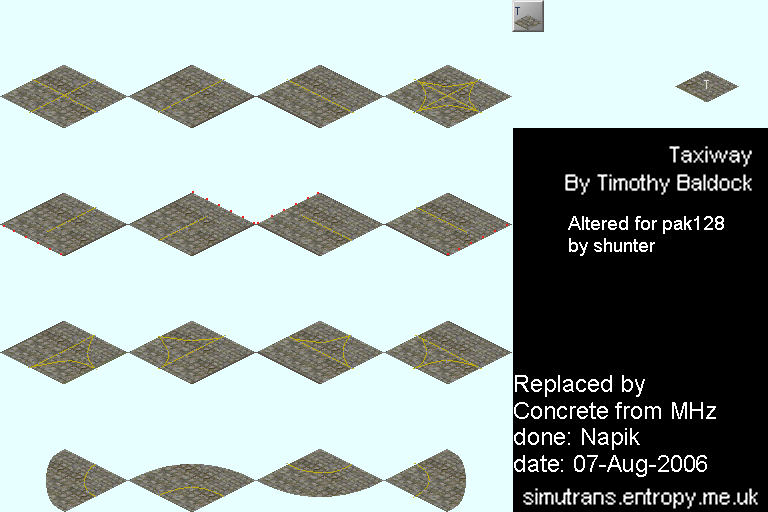 T
T
Taxiway
By Timothy Baldock
Altered for pak128
by shunter
Replaced by
Concrete from MHz
done: Napik
date: 07-Aug-2006
simutrans.entropy.me.uk